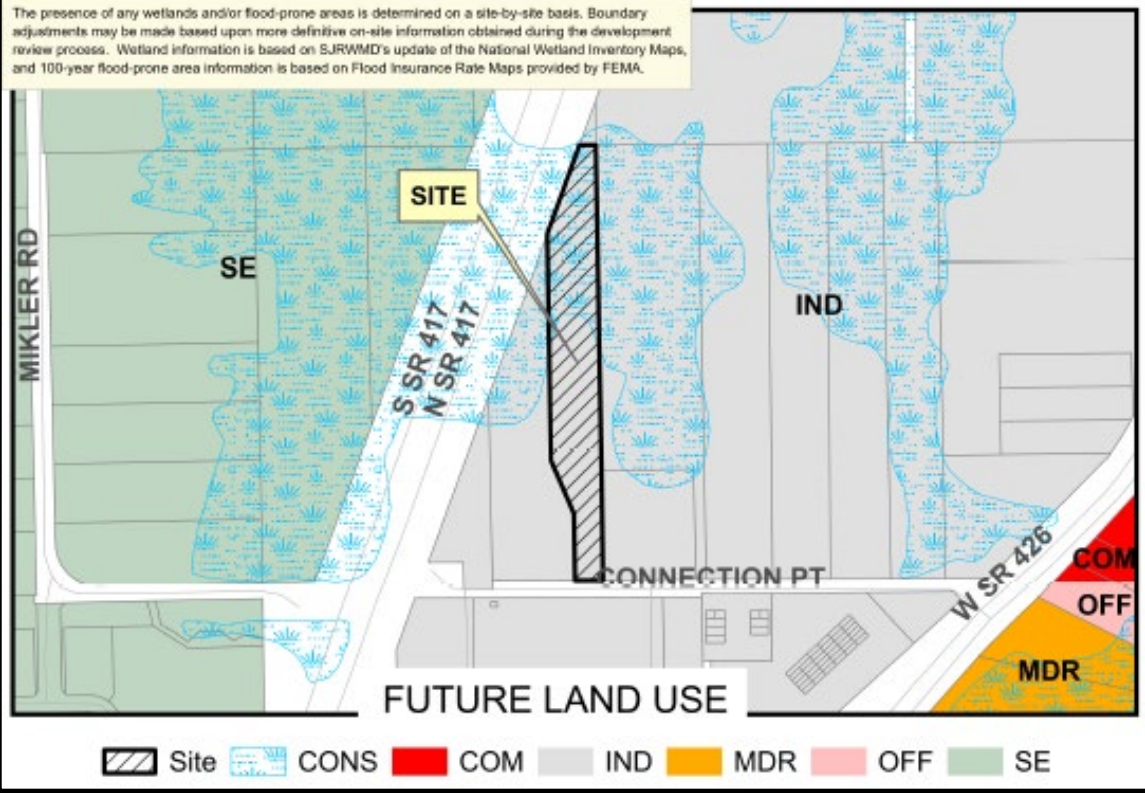 The presence of any wetlands and/or flood-prone areas is determined on a site-by-site basis. Boundary
adjustments may be made based upon more definitive on-site information obtained during the development
review process. Wetland information is based on SJRWMD's update of the National Wetland Inventory Maps,
and 100-year flood-prone area information is based on Flood Insurance Rate Maps provided by FEMA.
SITE
MIKLER RD
SE
S SR 417
N SR 417
IND
CONNECTION PT
W SR 426
COM
OFF
MDR
FUTURE LAND USE
Site CONS COM IND MDR OFF SE